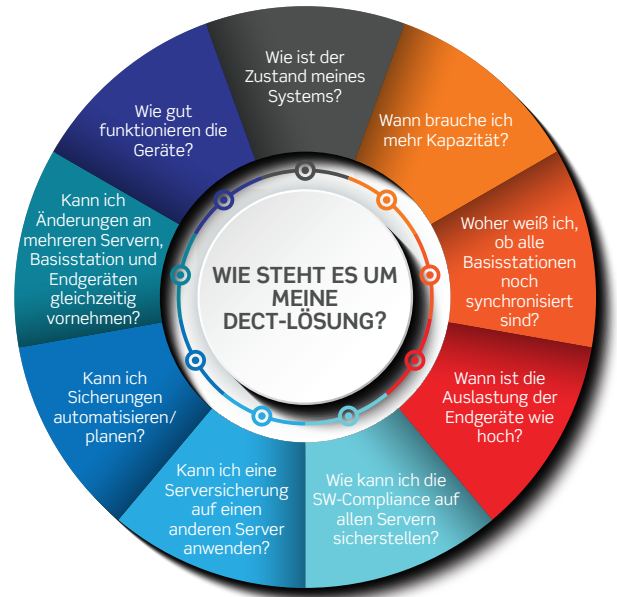 Wie ist der
Zustand meines
Systems?
Wann brauche ich
mehr Kapazität?
Woher weiß ich,
ob alle
Basisstationen
noch
synchronisiert
sind?
Wann ist die
Auslastung der
Endgeräte wie
hoch?
Wie kann ich die
SW-Compliance auf
allen Servern
sicherstellen?
Kann ich eine
Serversicherung
auf einen
anderen Server
anwenden?
Kann ich
Sicherungen
automatisieren/
planen?
Kann ich
Änderungen an
mehreren Servern,
Basisstation und
Endgeräten
gleichzeitig
vornehmen?
Wie gut
funktionieren die
Geräte?
WIE STEHT ES UM
MEINE
DECT-LÖSUNG?